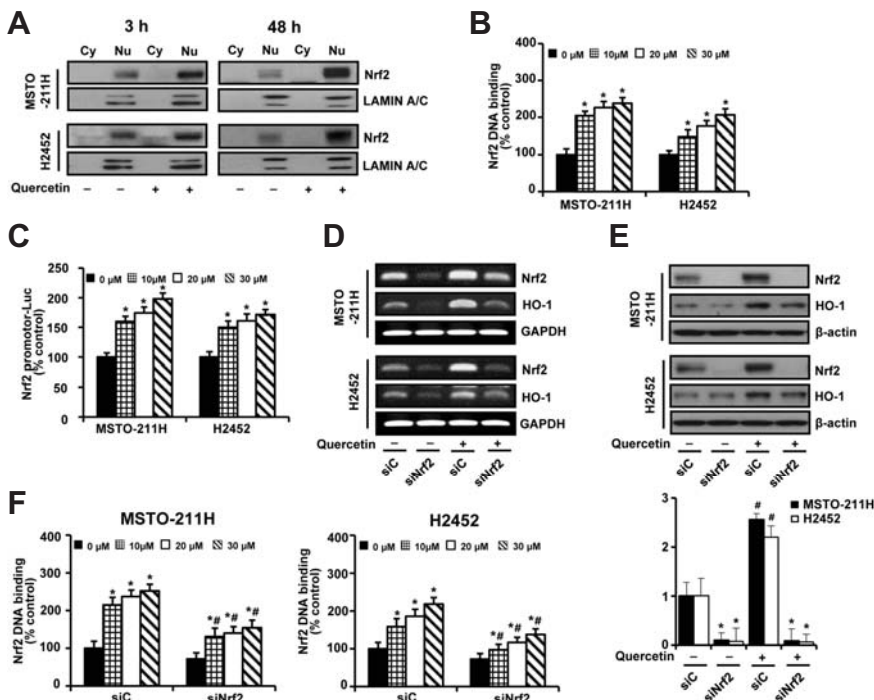 A
3 h
48 h
Cy Nu Cy Nu Cy Nu Cy Nu
MSTO
-211H
Nrf2
LAMIN A/C
H2452
Nrf2
LAMIN A/C
Quercetin – – + + – – + +
B
Nrf2 DNA binding
(% control)
0 µM 10µM 20 µM 30 µM
400
300
200
100
0
* * * * * *
MSTO-211H H2452
C
Nrf2 promotor-Luc
(% control)
0 µM 10µM 20 µM 30 µM
250
200
150
100
50
0
* * * * * *
MSTO-211H H2452
D
MSTO
-211H
Nrf2
HO-1
GAPDH
H2452
Nrf2
HO-1
GAPDH
Quercetin – – + +
siC siNrf2 siC siNrf2
E
MSTO
-211H
Nrf2
HO-1
β-actin
H2452
Nrf2
HO-1
β-actin
Quercetin – – + +
siC siNrf2 siC siNrf2
3
2
1
0
MSTO-211H
H2452
* * # # * *
Quercetin – – + +
siC siNrf2 siC siNrf2
F
MSTO-211H
Nrf2 DNA binding
(% control)
0 µM 10µM 20 µM 30 µM
400
300
200
100
0
* * * *# *# *#
siC siNrf2
H2452
Nrf2 DNA binding
(% control)
0 µM 10µM 20 µM 30 µM
400
300
200
100
0
* * * *# *# *#
siC siNrf2